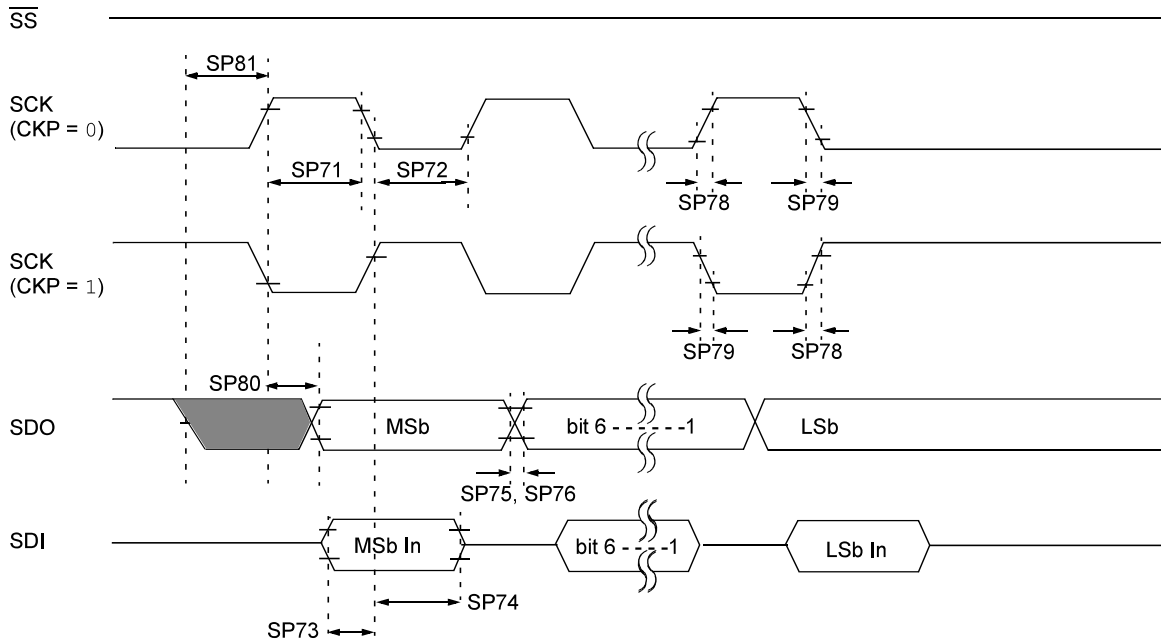 SS
SP81
SCK
(CKP = 0)
SP71
SP72
SP78
SP79
SCK
(CKP = 1)
SP79
SP78
SP80
SDO
MSb
bit 6 - - - - - -1
LSb
SP75, SP76
SDI
MSb In
bit 6 - - - - -1
LSb In
SP74
SP73